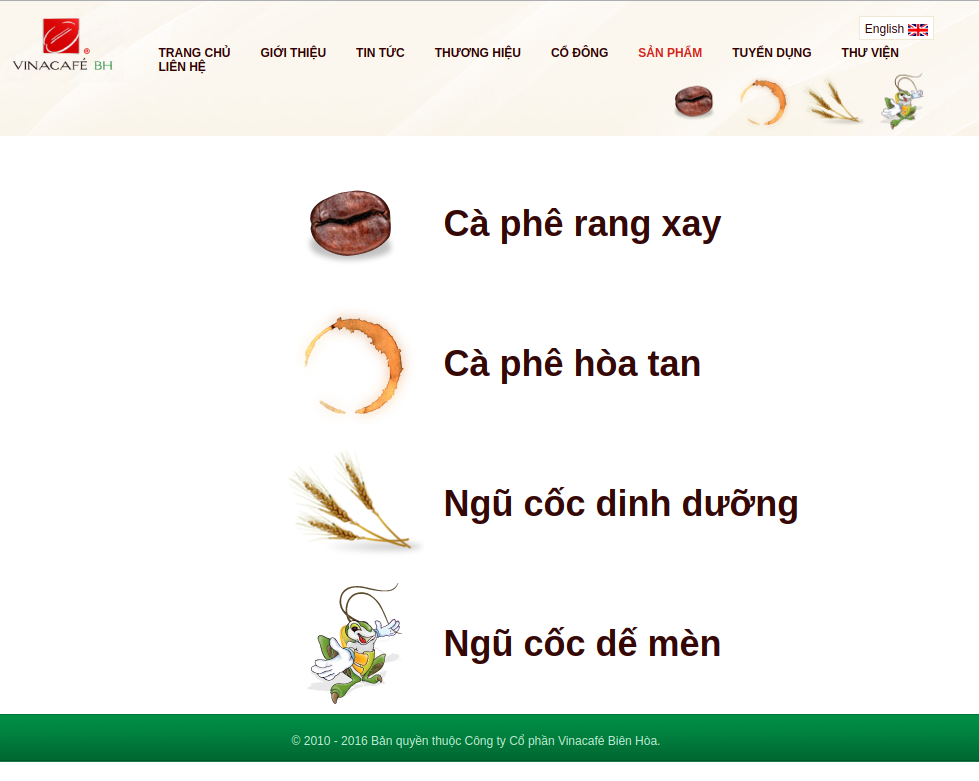 English
VINACAFÉ BH
TRANG CHỦ GIỚI THIỆU TIN TỨC THƯƠNG HIỆU CỔ ĐÔNG SẢN PHẨM TUYỂN DỤNG THƯ VIỆN
LIÊN HỆ
Cà phê rang xay
Cà phê hòa tan
Ngũ cốc dinh dưỡng
Ngũ cốc dế mèn
© 2010 - 2016 Bản quyền thuộc Công ty Cổ phần Vinacafé Biên Hòa.